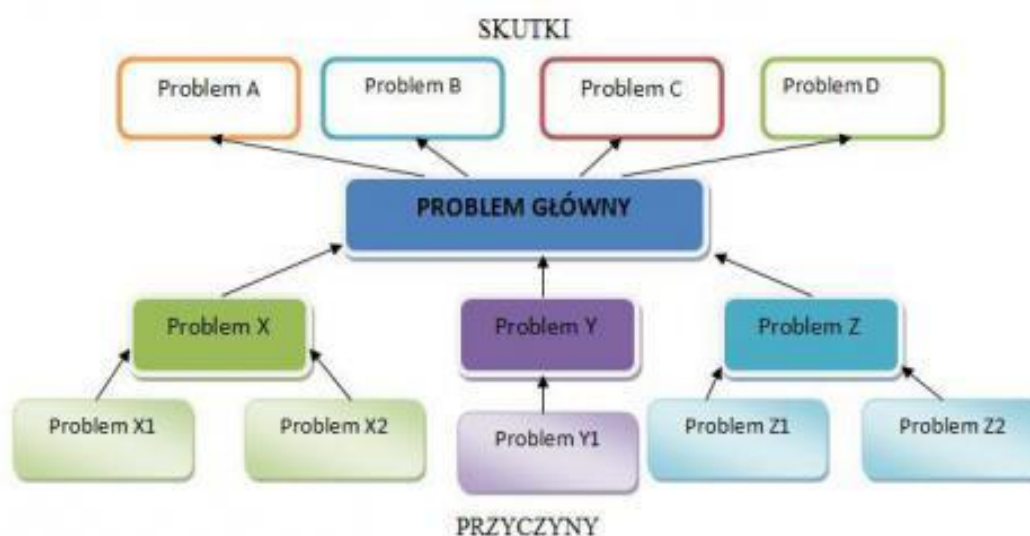 SKUTKI
Problem A
Problem B
Problem C
Problem D
PROBLEM GŁÓWNY
Problem X
Problem Y
Problem Z
Problem X1
Problem X2
Problem Y1
Problem Z1
Problem Z2
PRZYCZYNY